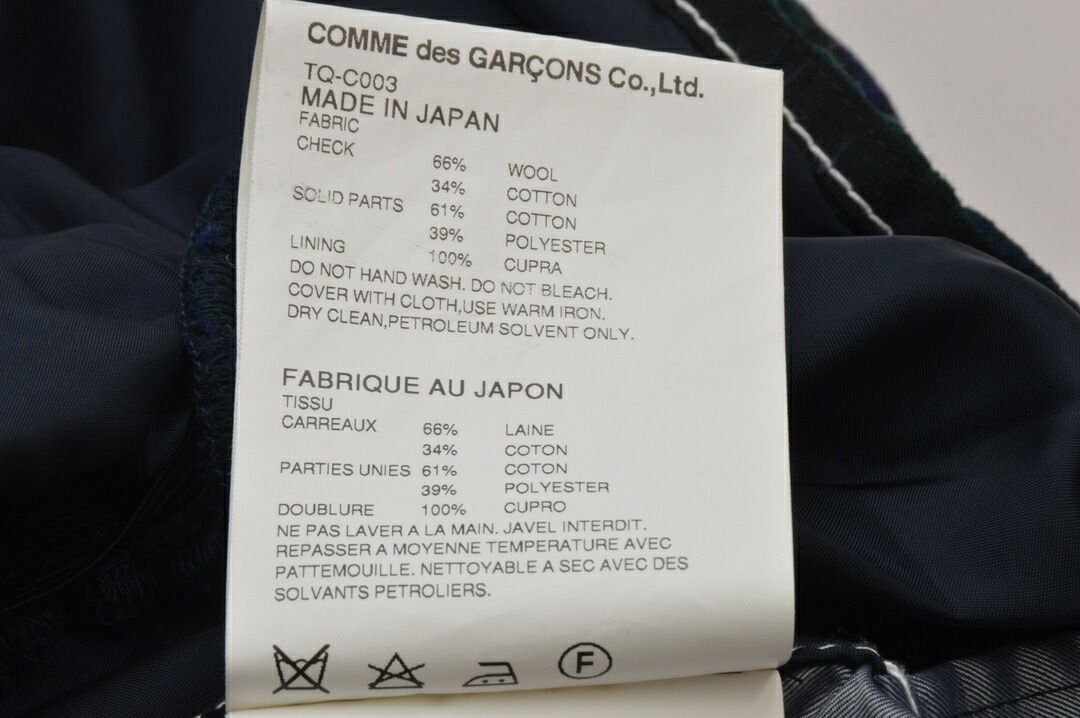 COMME des GARÇONS Co.,Ltd.
TQ-C003
MADE IN JAPAN
FABRIC
CHECK 66% WOOL
34% COTTON
SOLID PARTS 61% COTTON
39% POLYESTER
LINING 100% CUPRA
DO NOT HAND WASH. DO NOT BLEACH.
COVER WITH CLOTH,USE WARM IRON.
DRY CLEAN,PETROLEUM SOLVENT ONLY.
FABRIQUE AU JAPON
TISSU
CARREAUX 66% LAINE
34% COTON
PARTIES UNIES 61% COTON
39% POLYESTER
DOUBLURE 100% CUPRO
NE PAS LAVER A LA MAIN. JAVEL INTERDIT.
REPASSER A MOYENNE TEMPERATURE AVEC
PATTEMOUILLE. NETTOYABLE A SEC AVEC DES
SOLVANTS PETROLIERS.
F